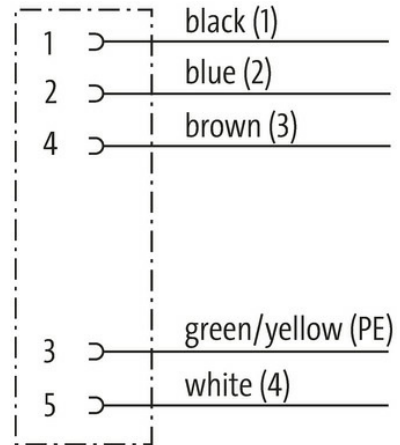 1 black (1)
2 blue (2)
4 brown (3)
3 green/yellow (PE)
5 white (4)